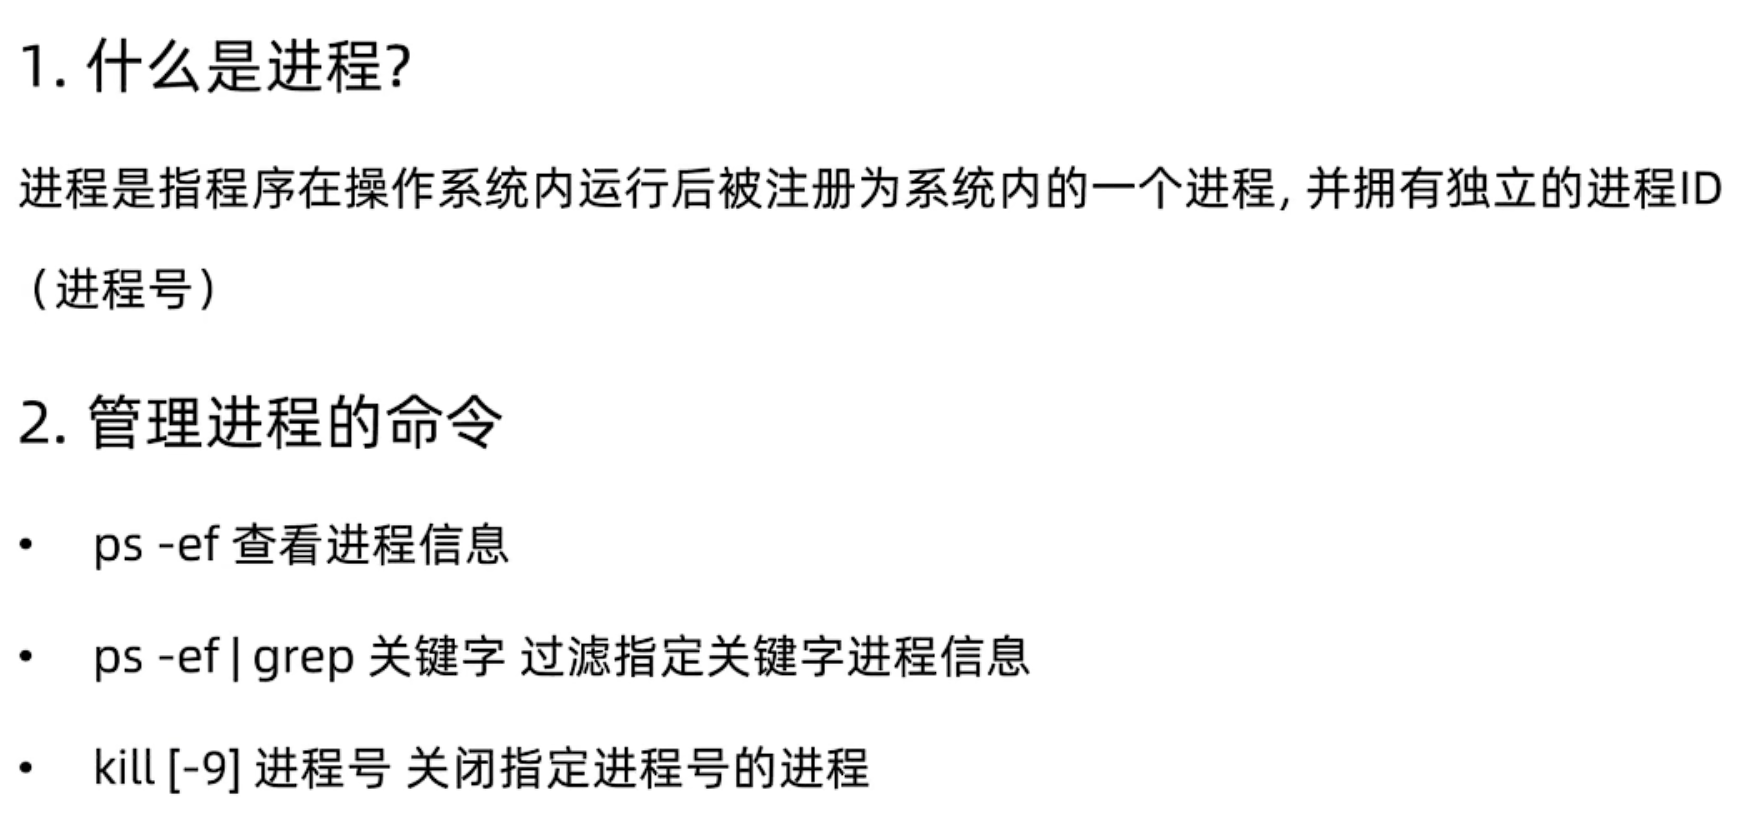 1. 什么是进程?
进程是指程序在操作系统内运行后被注册为系统内的一个进程, 并拥有独立的进程ID
（进程号）
2. 管理进程的命令
• ps -ef 查看进程信息
• ps -ef | grep 关键字 过滤指定关键字进程信息
• kill [-9] 进程号 关闭指定进程号的进程